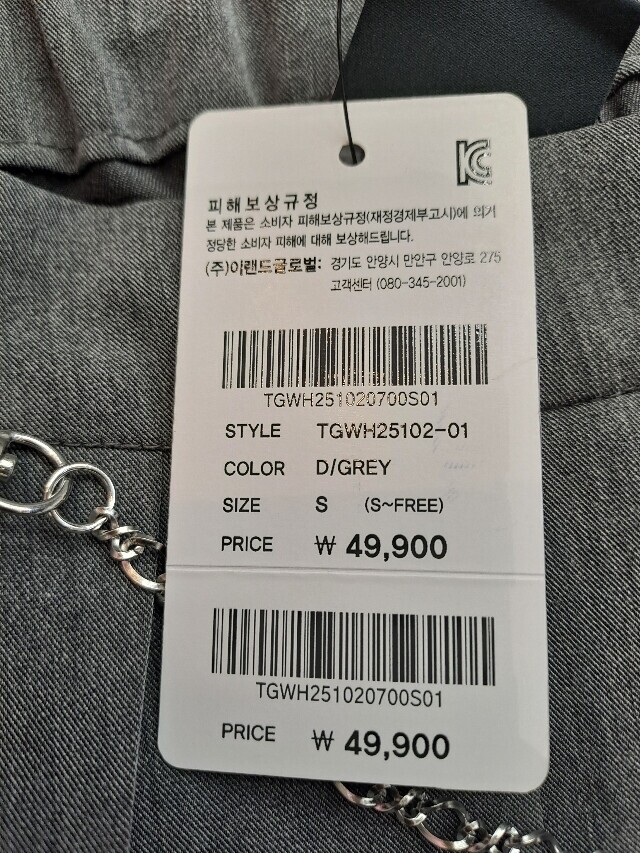 KC
피해보상규정
본 제품은 소비자 피해보상규정(재정경제부고시)에 의거
정당한 소비자 피해에 대해 보상해드립니다.
(주)이랜드글로벌: 경기도 안양시 만안구 안양로 275
고객센터 (080-345-2001)
TGWH251020700S01
STYLE TGWH25102-01
COLOR D/GREY
SIZE S (S~FREE)
PRICE ₩ 49,900
TGWH251020700S01
PRICE ₩ 49,900